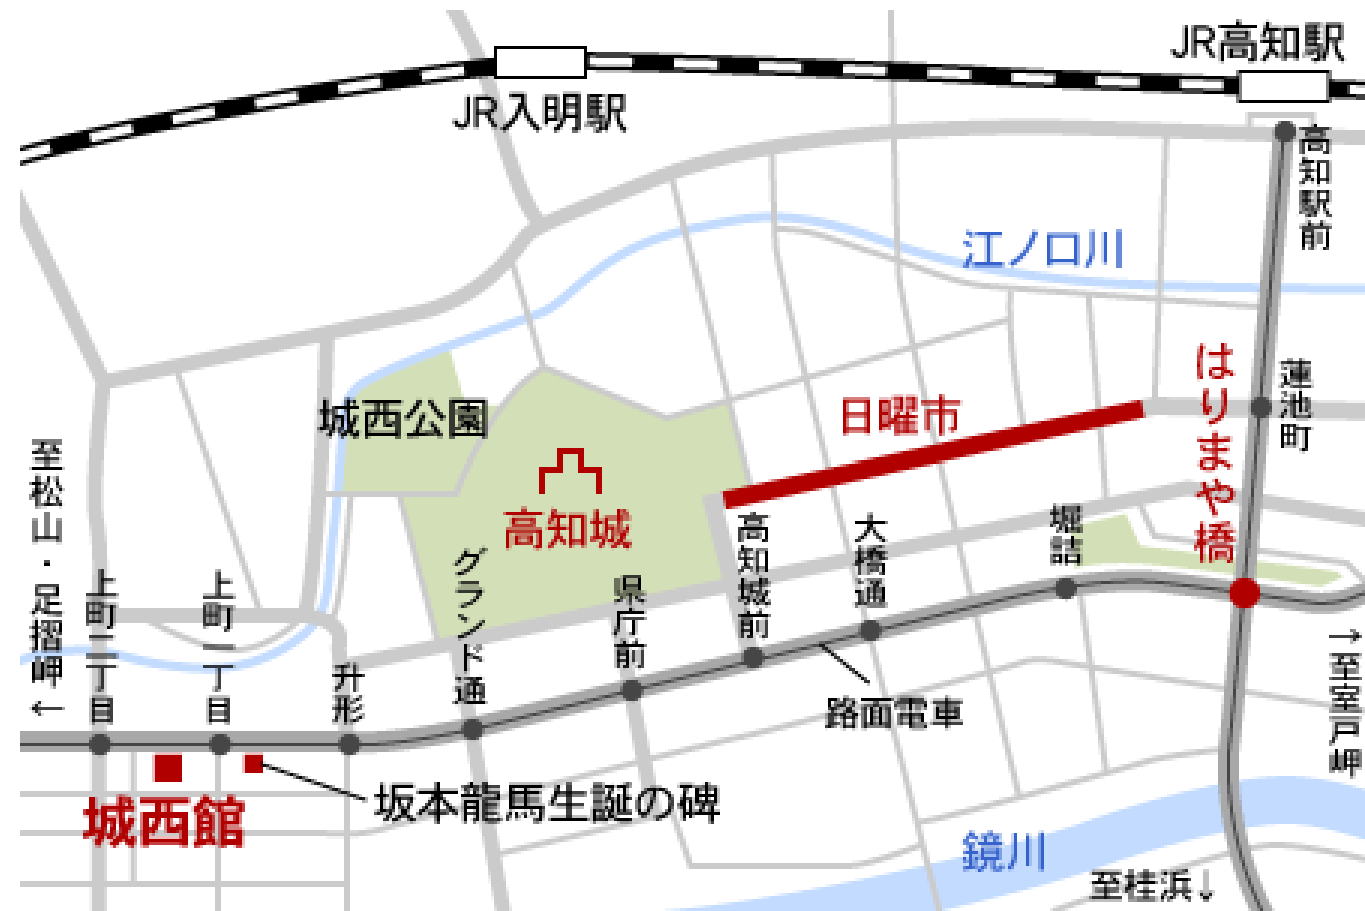 JR高知駅
JR入明駅
高知駅前
江ノ口川
はりまや橋
蓮池町
日曜市
城西公園
高知城
至松山・足摺岬←
上町二丁目
上町一丁目
升形
グランド通
県庁前
高知城前
大橋通
堀詰
路面電車
→至室戸岬
城西館
坂本龍馬生誕の碑
鏡川
至桂浜↓